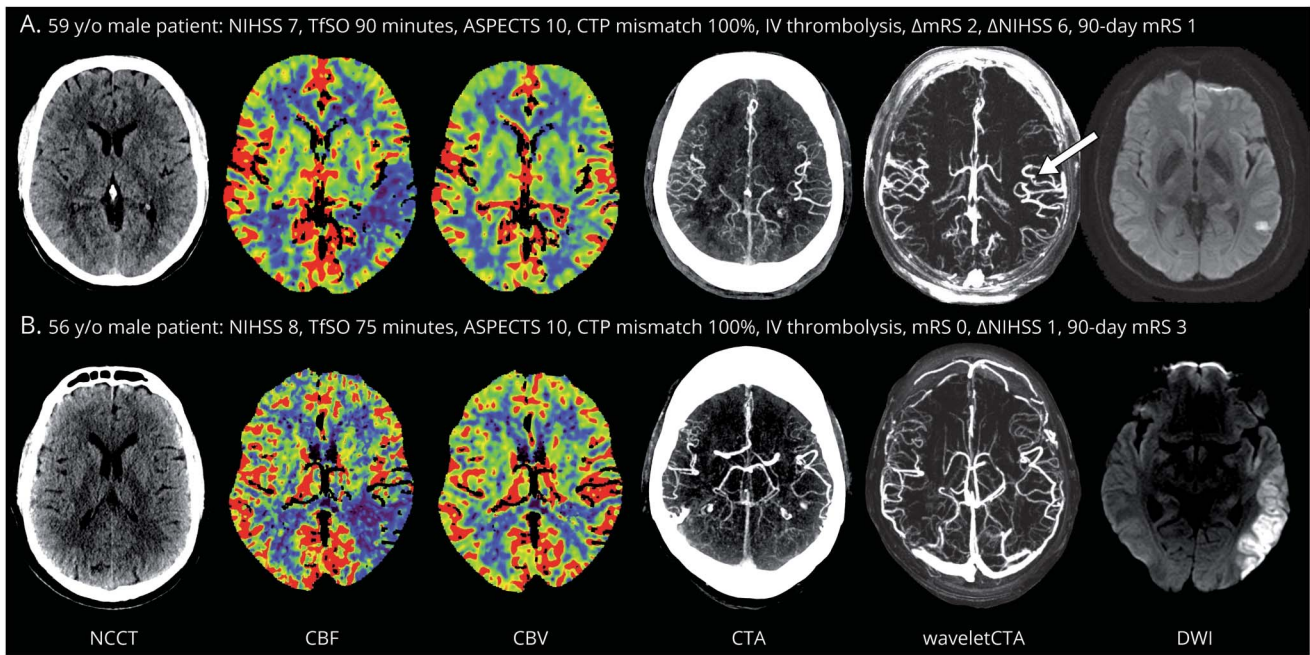 A. 59 y/o male patient: NIHSS 7, TfSO 90 minutes, ASPECTS 10, CTP mismatch 100%, IV thrombolysis, ΔmRS 2, ΔNIHSS 6, 90-day mRS 1
B. 56 y/o male patient: NIHSS 8, TfSO 75 minutes, ASPECTS 10, CTP mismatch 100%, IV thrombolysis, mRS 0, ΔNIHSS 1, 90-day mRS 3
NCCT CBF CBV CTA waveletCTA DWI